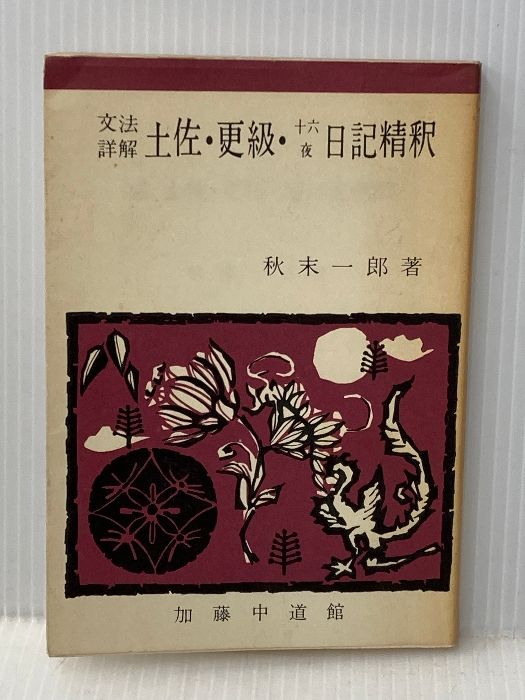 文法詳解 土佐・更級・十六夜 日記精釈
秋末一郎著
加藤中道館